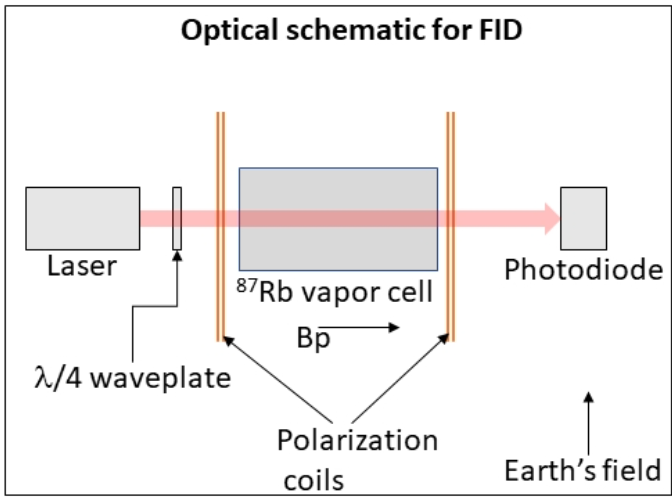 Optical schematic for FID
Laser
Photodiode
⁸⁷Rb vapor cell
Bp
λ/4 waveplate
Polarization
coils
Earth's field